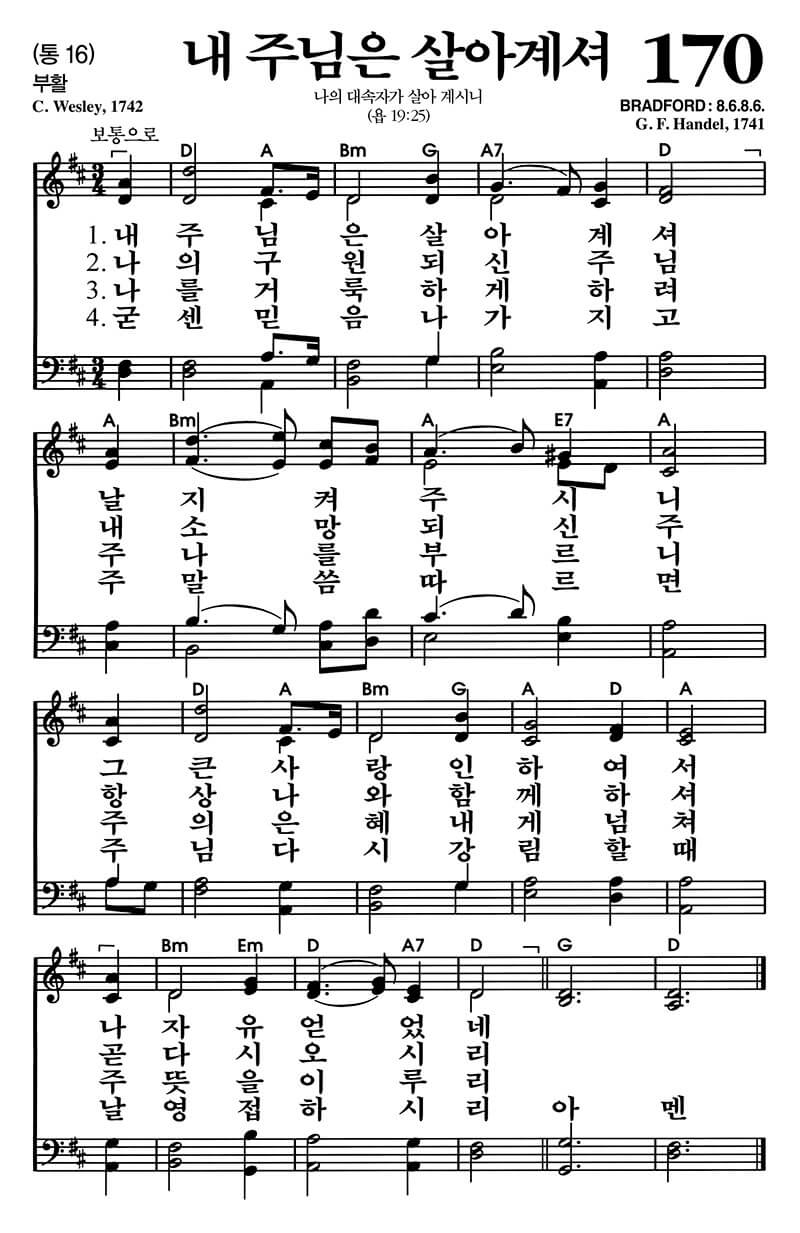 (통 16)
내 주님은 살아계셔 170
부활
나의 대속자가 살아 계시니
C. Wesley, 1742
(욥 19:25)
BRADFORD : 8.6.8.6.
G. F. Handel, 1741
보통으로
D A Bm G A7 D
3
4
1. 내 주 님 은 살 아 계 셔
2. 나 의 구 원 되 신 주 님
3. 나 를 거 룩 하 게 하 려
4. 굳 센 믿 음 나 가 지 고
3
4
A Bm A E7 A
날 지 켜 주 시 니
내 소 망 되 신 주
주 나 를 부 르 니
주 말 씀 따 르 면
D A Bm G A D A
그 큰 사 랑 인 하 여 서
항 상 나 와 함 께 하 셔
주 의 은 혜 내 게 넘 쳐
주 님 다 시 강 림 할 때
Bm Em D A7 D G D
나 자 유 얻 었 네
곧 다 시 오 시 리
주 뜻 을 이 루 리
날 영 접 하 시 리 아 멘